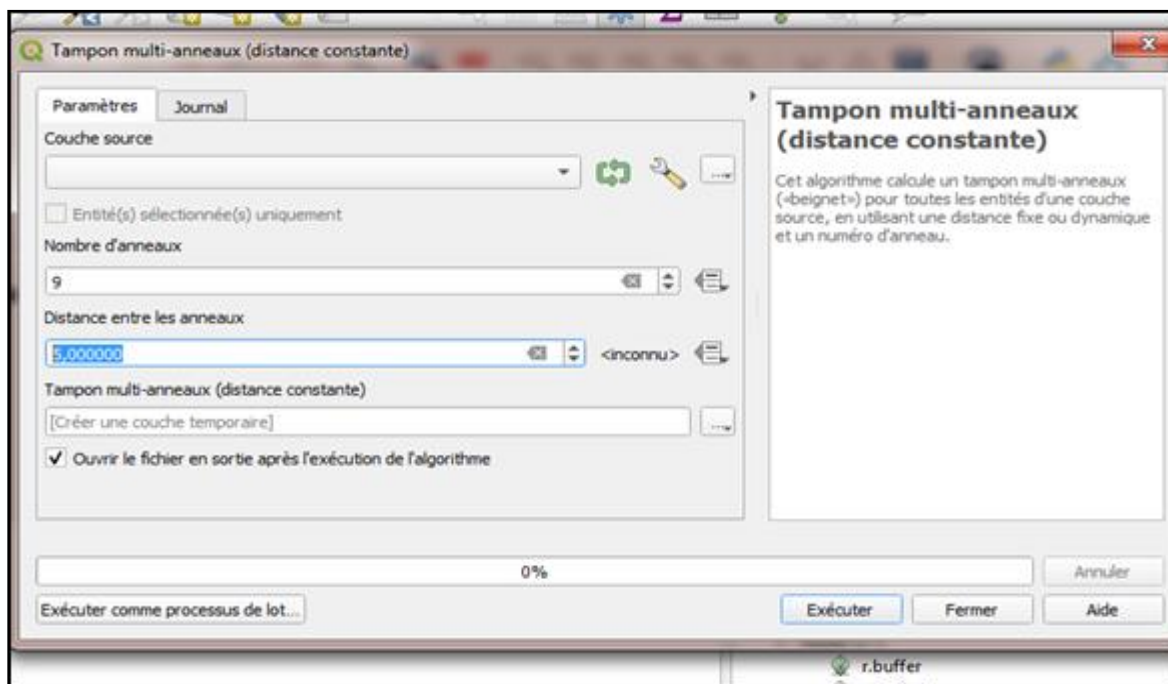 Tampon multi-anneaux (distance constante)
Paramètres
Journal
Couche source
Entité(s) sélectionnée(s) uniquement
Nombre d'anneaux
9
Distance entre les anneaux
5,000000
<inconnu>
Tampon multi-anneaux (distance constante)
[Créer une couche temporaire]
Ouvrir le fichier en sortie après l'exécution de l'algorithme
Tampon multi-anneaux
(distance constante)
Cet algorithme calcule un tampon multi-anneaux
(«beignet») pour toutes les entités d'une couche
source, en utilisant une distance fixe ou dynamique
et un numéro d'anneau.
0%
Annuler
Exécuter comme processus de lot...
Exécuter
Fermer
Aide
r.buffer